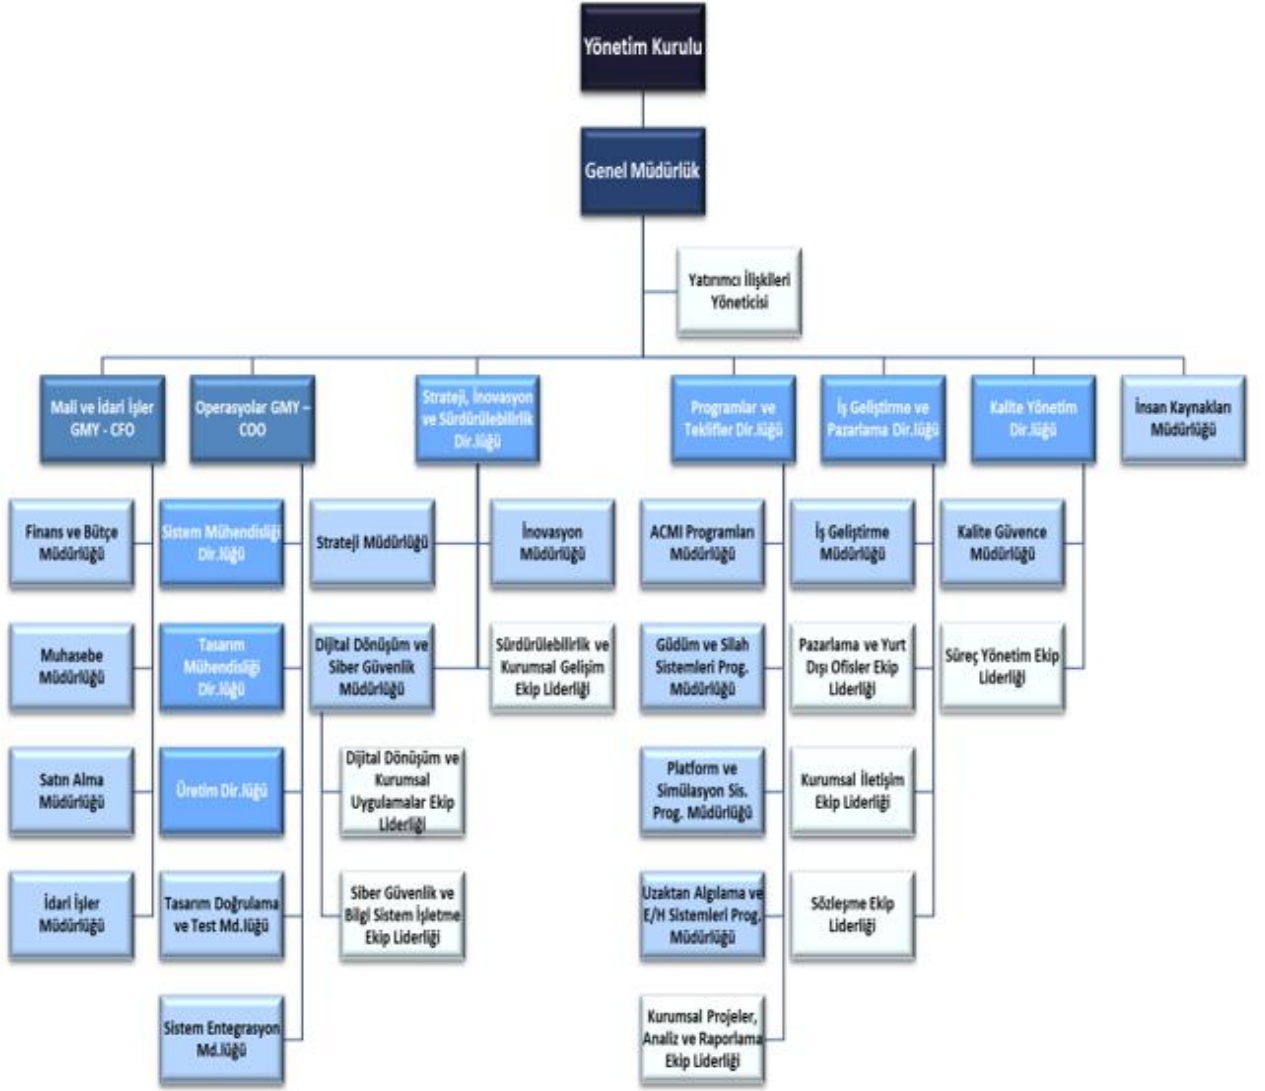 Yönetim Kurulu
Genel Müdürlük
Yatırımcı İlişkileri
Yöneticisi
Mali ve İdari İşler
GMY - CFO
Operasyolar GMY –
COO
Strateji, İnovasyon
ve Sürdürülebilirlik
Dir.lüğü
Programlar ve
Teklifler Dir.lüğü
İş Geliştirme ve
Pazarlama Dir.lüğü
Kalite Yönetim
Dir.lüğü
İnsan Kaynakları
Müdürlüğü
Finans ve Bütçe
Müdürlüğü
Sistem Mühendisliği
Dir.lüğü
Strateji Müdürlüğü
İnovasyon
Müdürlüğü
ACMI Programları
Müdürlüğü
İş Geliştirme
Müdürlüğü
Kalite Güvence
Müdürlüğü
Muhasebe
Müdürlüğü
Tasarım
Mühendisliği
Dir.lüğü
Dijital Dönüşüm ve
Siber Güvenlik
Müdürlüğü
Sürdürülebilirlik ve
Kurumsal Gelişim
Ekip Liderliği
Güdüm ve Silah
Sistemleri Prog.
Müdürlüğü
Pazarlama ve Yurt
Dışı Ofisler Ekip
Liderliği
Süreç Yönetim Ekip
Liderliği
Satın Alma
Müdürlüğü
Üretim Dir.lüğü
Dijital Dönüşüm ve
Kurumsal
Uygulamalar Ekip
Liderliği
Platform ve
Simülasyon Sis.
Prog. Müdürlüğü
Kurumsal İletişim
Ekip Liderliği
İdari İşler
Müdürlüğü
Tasarım Doğrulama
ve Test Md.lüğü
Siber Güvenlik ve
Bilgi Sistem İşletme
Ekip Liderliği
Uzaktan Algılama ve
E/H Sistemleri Prog.
Müdürlüğü
Sözleşme Ekip
Liderliği
Sistem Entegrasyon
Md.lüğü
Kurumsal Projeler,
Analiz ve Raporlama
Ekip Liderliği